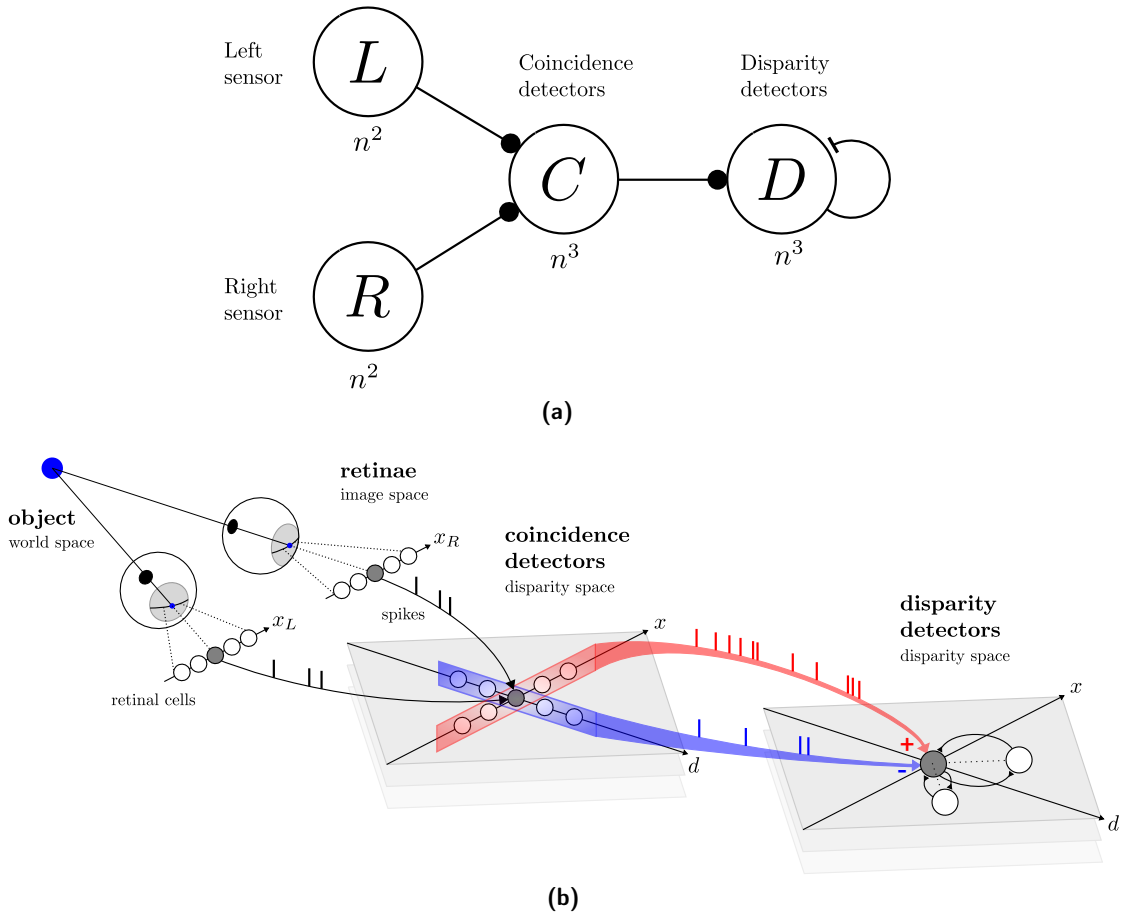 Left
sensor
L
n²
Coincidence
detectors
Disparity
detectors
C
n³
D
n³
Right
sensor
R
n²
(a)
retinae
image space
object
world space
x_R
coincidence
detectors
disparity space
spikes
x_L
retinal cells
x
d
disparity
detectors
disparity space
x
+
-
d
(b)